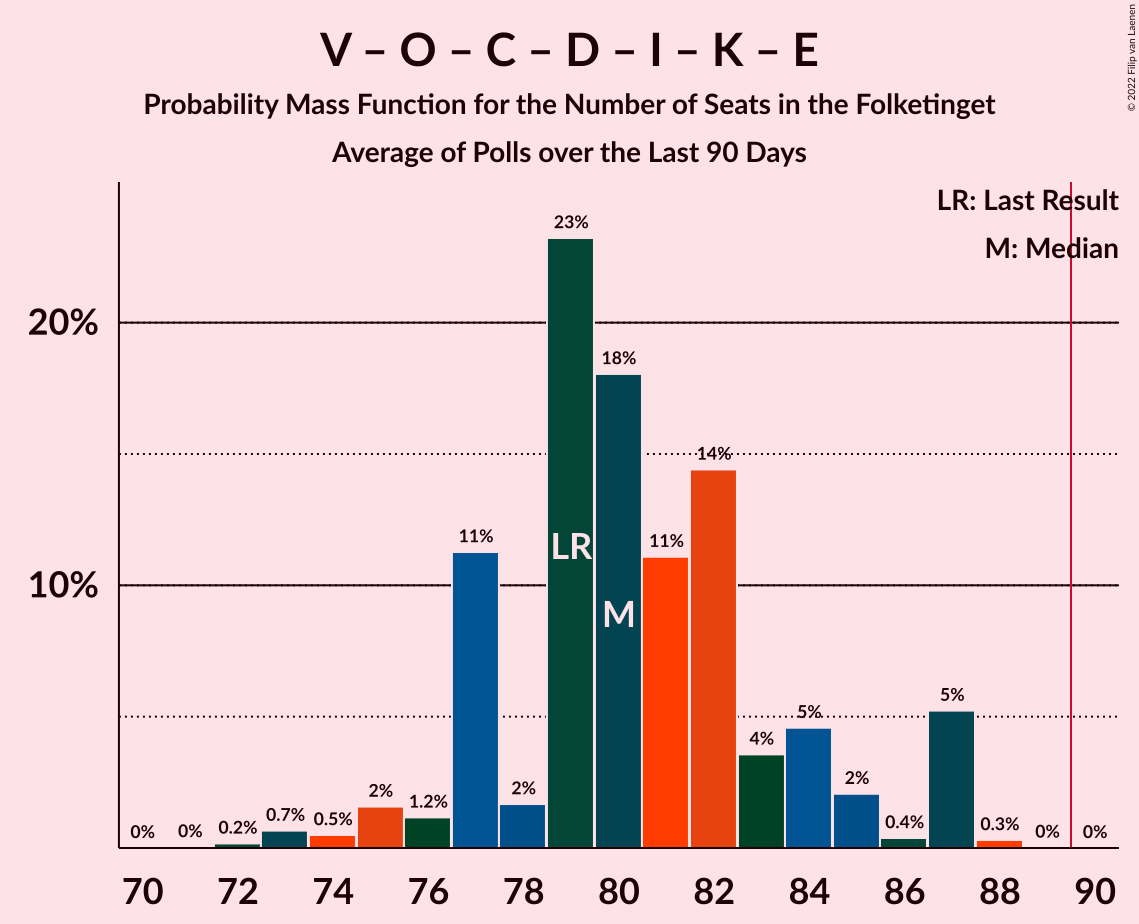 V – O – C – D – I – K – E
Probability Mass Function for the Number of Seats in the Folketinget
Average of Polls over the Last 90 Days
© 2022 Filip van Laenen
LR: Last Result
M: Median
20%
10%
0%
0%
0.2%
0.7%
0.5%
2%
1.2%
11%
2%
23%
18%
11%
14%
4%
5%
2%
0.4%
5%
0.3%
0%
0%
LR
M
70 72 74 76 78 80 82 84 86 88 90